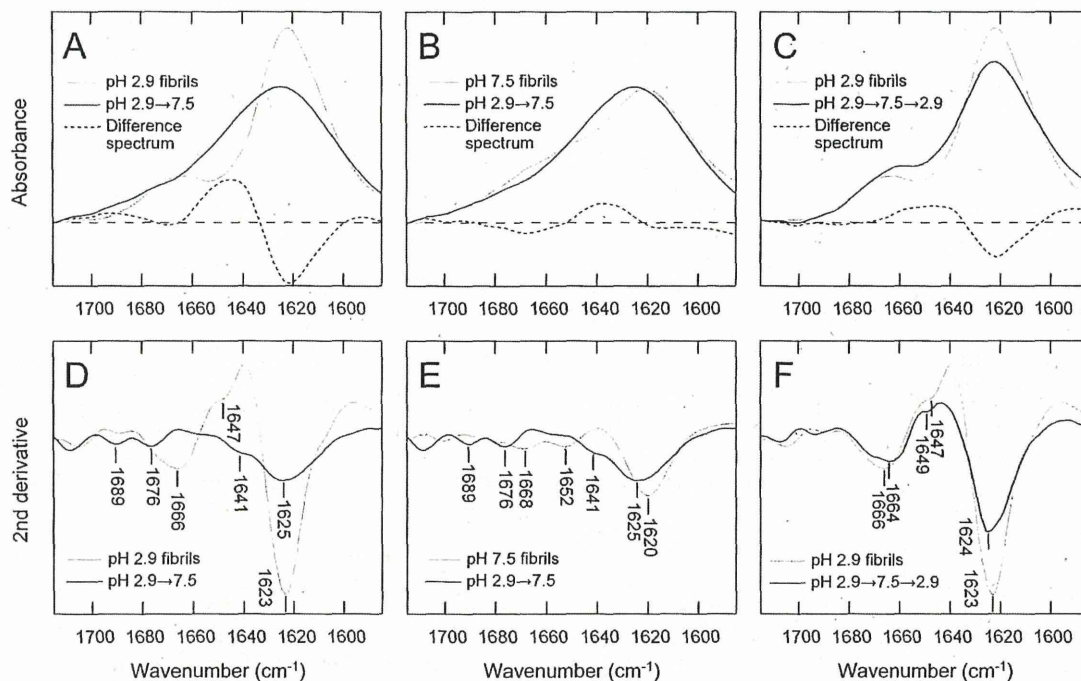 A
pH 2.9 fibrils
pH 2.9→7.5
Difference
spectrum
B
pH 7.5 fibrils
pH 2.9→7.5
Difference
spectrum
C
pH 2.9 fibrils
pH 2.9→7.5→2.9
Difference
spectrum
Absorbance
1700 1680 1660 1640 1620 1600
1700 1680 1660 1640 1620 1600
1700 1680 1660 1640 1620 1600
D
1689
1676
1666
1647
1641
1625
1623
pH 2.9 fibrils
pH 2.9→7.5
E
1689
1676
1668
1652
1641
1625
1620
pH 7.5 fibrils
pH 2.9→7.5
F
1666
1664
1649
1647
1624
1623
pH 2.9 fibrils
pH 2.9→7.5→2.9
2nd derivative
1700 1680 1660 1640 1620 1600
1700 1680 1660 1640 1620 1600
1700 1680 1660 1640 1620 1600
Wavenumber (cm⁻¹)
Wavenumber (cm⁻¹)
Wavenumber (cm⁻¹)